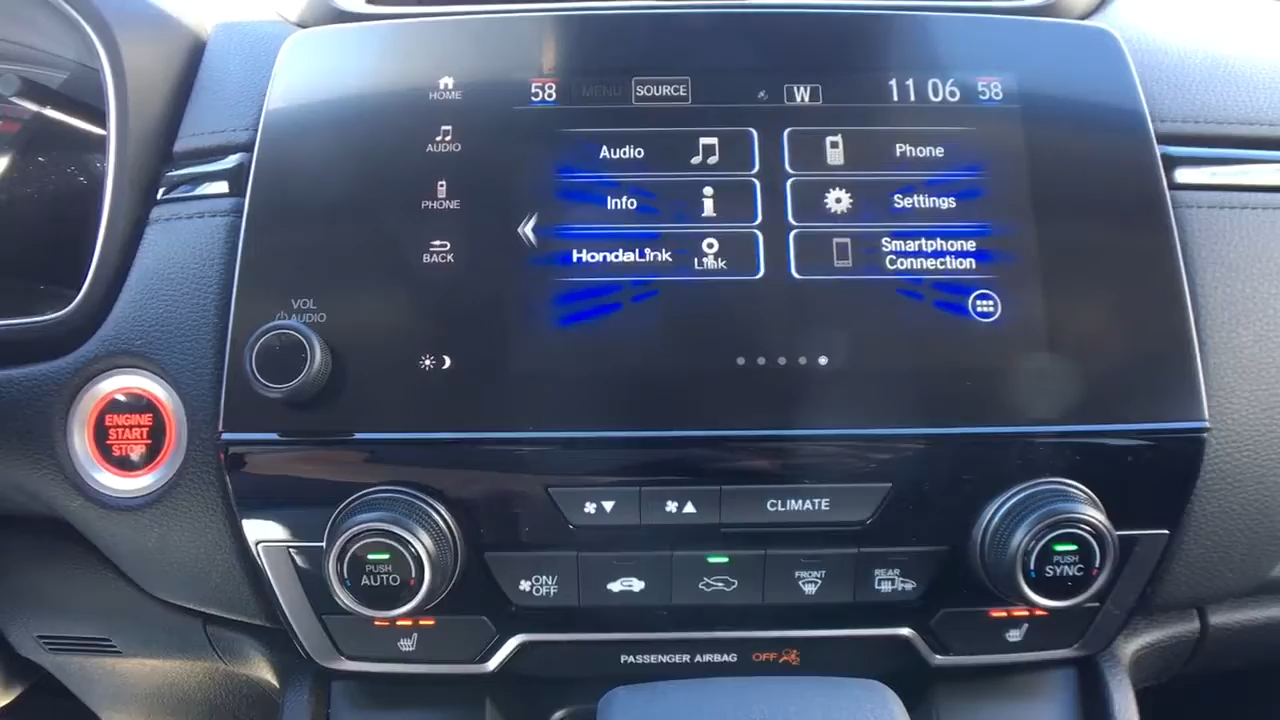 HOME
58
MENU
SOURCE
W
11 06
58
AUDIO
Audio
Phone
PHONE
Info
Settings
BACK
HondaLink
Link
Smartphone
Connection
VOL
AUDIO
ENGINE
START
STOP
CLIMATE
PUSH
AUTO
ON/
OFF
FRONT
REAR
PUSH
SYNC
PASSENGER AIRBAG OFF